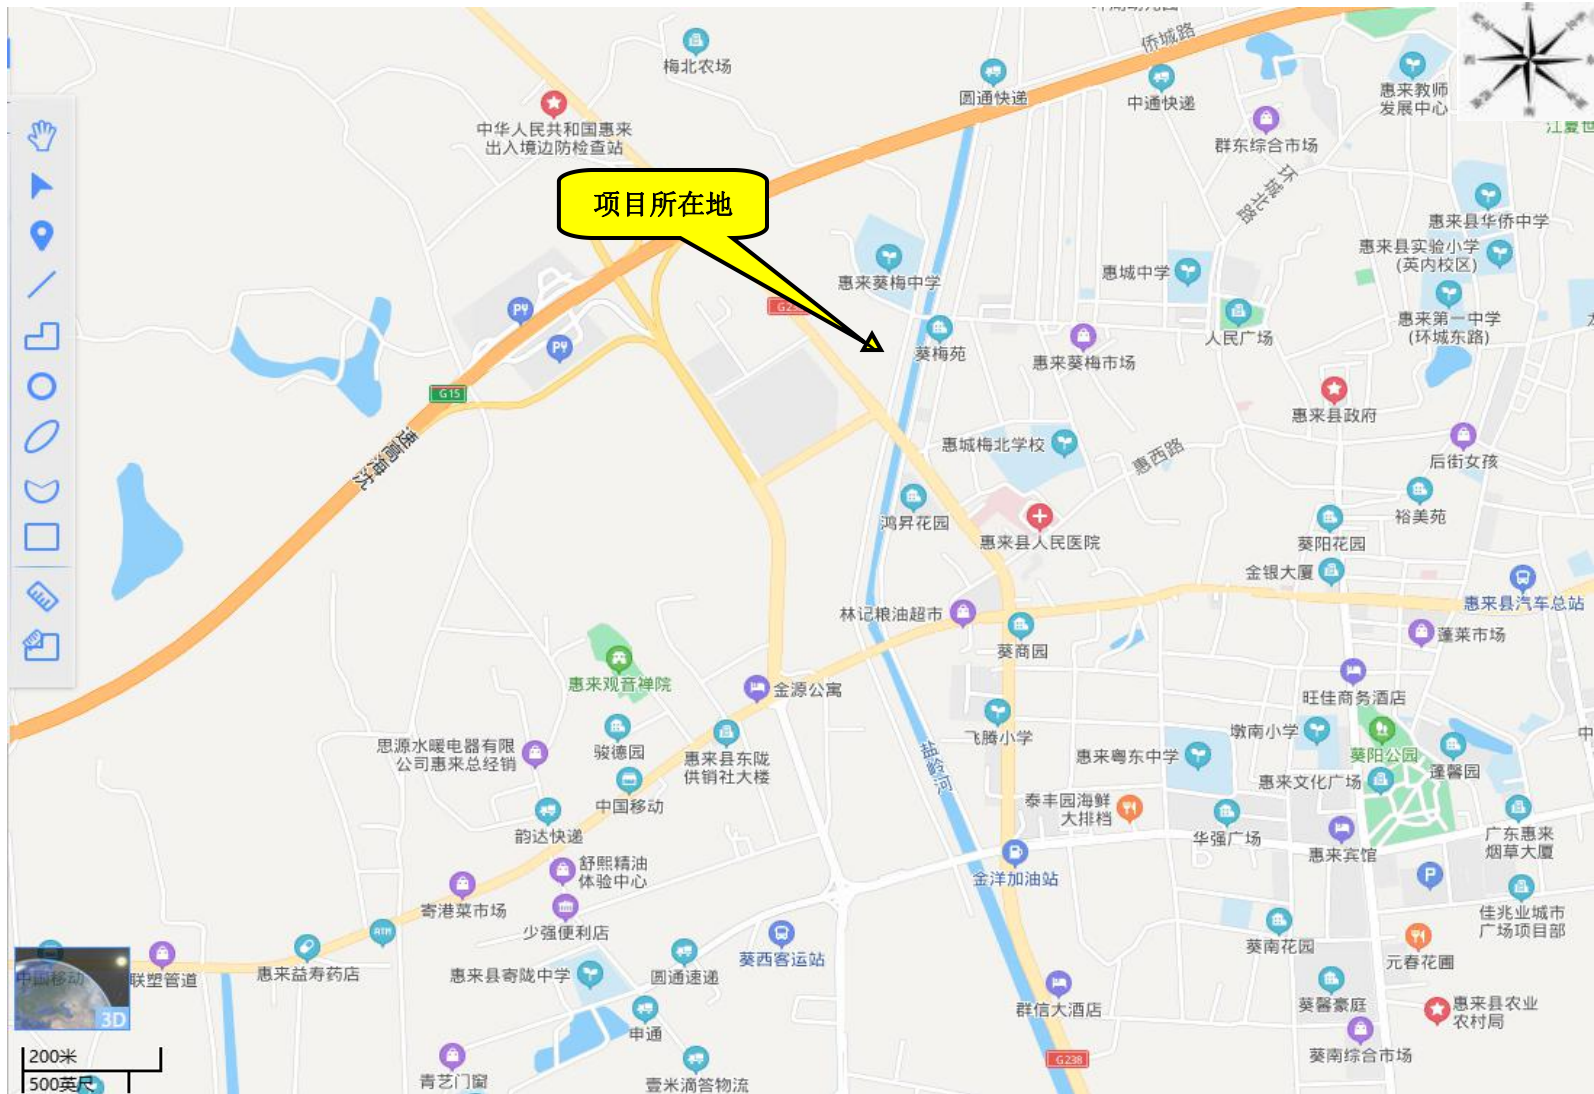 侨城路
北
梅北农场
圆通快递
中通快递
惠来教师
发展中心
西
南
江夏世
中华人民共和国惠来
出入境边防检查站
群东综合市场
环城北路
项目所在地
惠来县华侨中学
惠来县实验小学
(英内校区)
惠来葵梅中学
惠城中学
G238
惠来第一中学
(环城东路)
人民广场
葵梅苑
惠来葵梅市场
G15
惠来县政府
沈海高速
惠城梅北学校
惠西路
后街女孩
裕美苑
鸿昇花园
惠来县人民医院
葵阳花园
金银大厦
惠来县汽车总站
林记粮油超市
蓬莱市场
葵商园
惠来观音禅院
金源公寓
旺佳商务酒店
墩南小学
飞腾小学
思源水暖电器有限
公司惠来总经销
骏德园
惠来县东陇
供销社大楼
盐岭河
惠来粤东中学
葵阳公园
蓬馨园
中
惠来文化广场
中国移动
泰丰园海鲜
大排档
韵达快递
华强广场
惠来宾馆
广东惠来
烟草大厦
舒熙精油
体验中心
金洋加油站
P
寄港菜市场
少强便利店
ATM
佳兆业城市
广场项目部
葵南花园
葵西客运站
元春花圃
中国移动
联塑管道
惠来益寿药店
惠来县寄陇中学
圆通速递
群信大酒店
葵馨豪庭
惠来县农业
农村局
3D
申通
200米
500英尺
青艺门窗
壹米滴答物流
G238
葵南综合市场